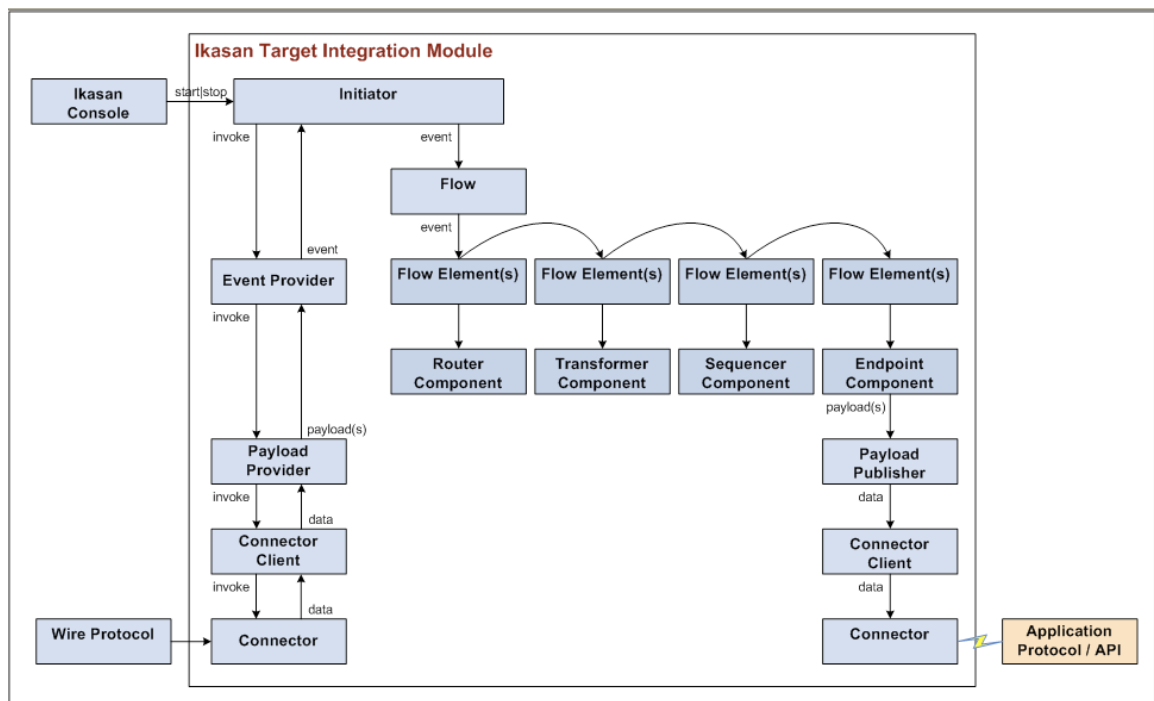 Ikasan Target Integration Module
Ikasan
Console
start|stop
Initiator
invoke
event
Flow
event
event
Event Provider
Flow Element(s)
Flow Element(s)
Flow Element(s)
Flow Element(s)
invoke
Router
Component
Transformer
Component
Sequencer
Component
Endpoint
Component
payload(s)
payload(s)
Payload
Provider
Payload
Publisher
invoke
data
data
Connector
Client
Connector
Client
invoke
data
data
Wire Protocol
Connector
Connector
Application
Protocol / API